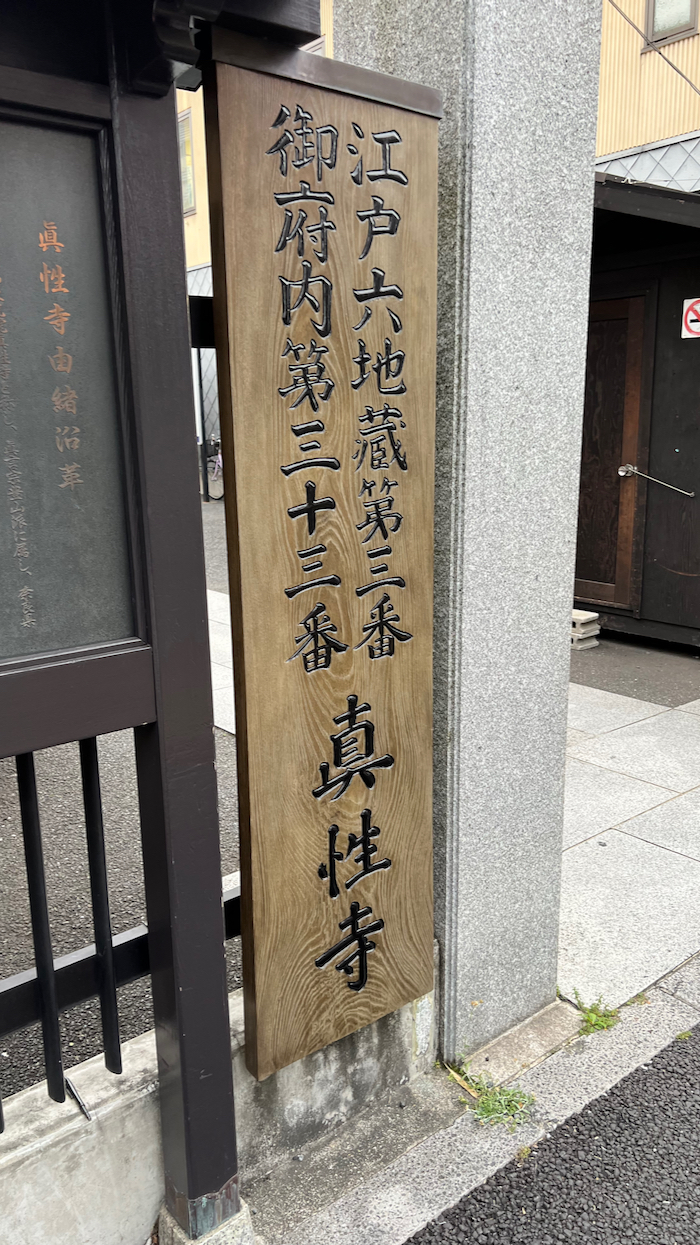 江戸六地蔵第三番
御府内第三十三番
真性寺
眞性寺由緒沿革